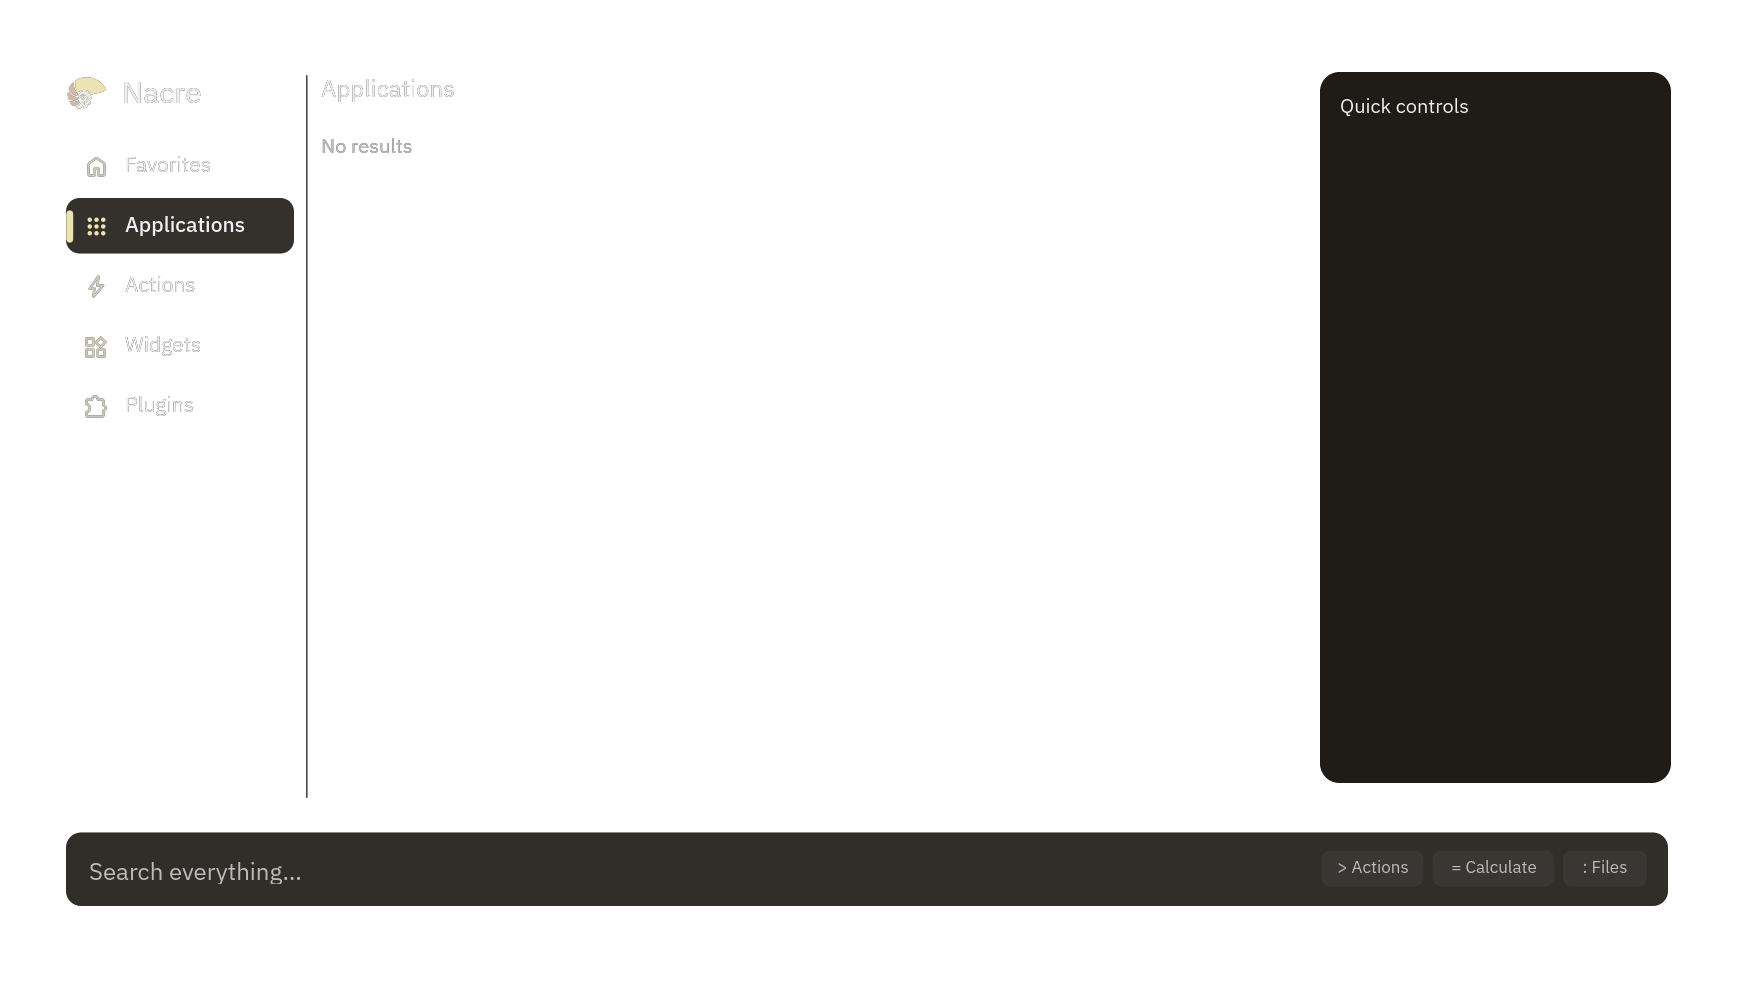 Nacre
Favorites
Applications
Actions
Widgets
Plugins
Applications
No results
Quick controls
Search everything...
> Actions
= Calculate
: Files